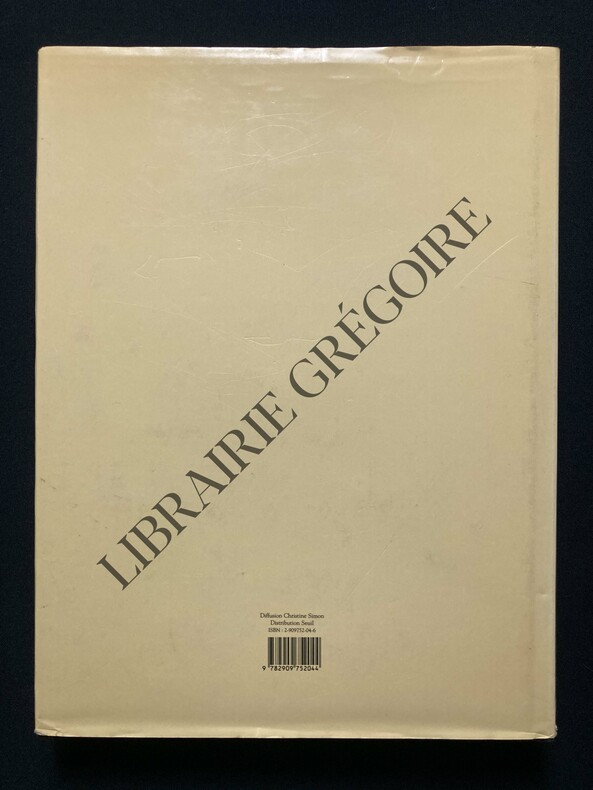 LIBRAIRIE GRÉGOIRE
Diffusion Christine Simon
Distribution Seuil
ISBN : 2-909752-04-6
9 782909 752044